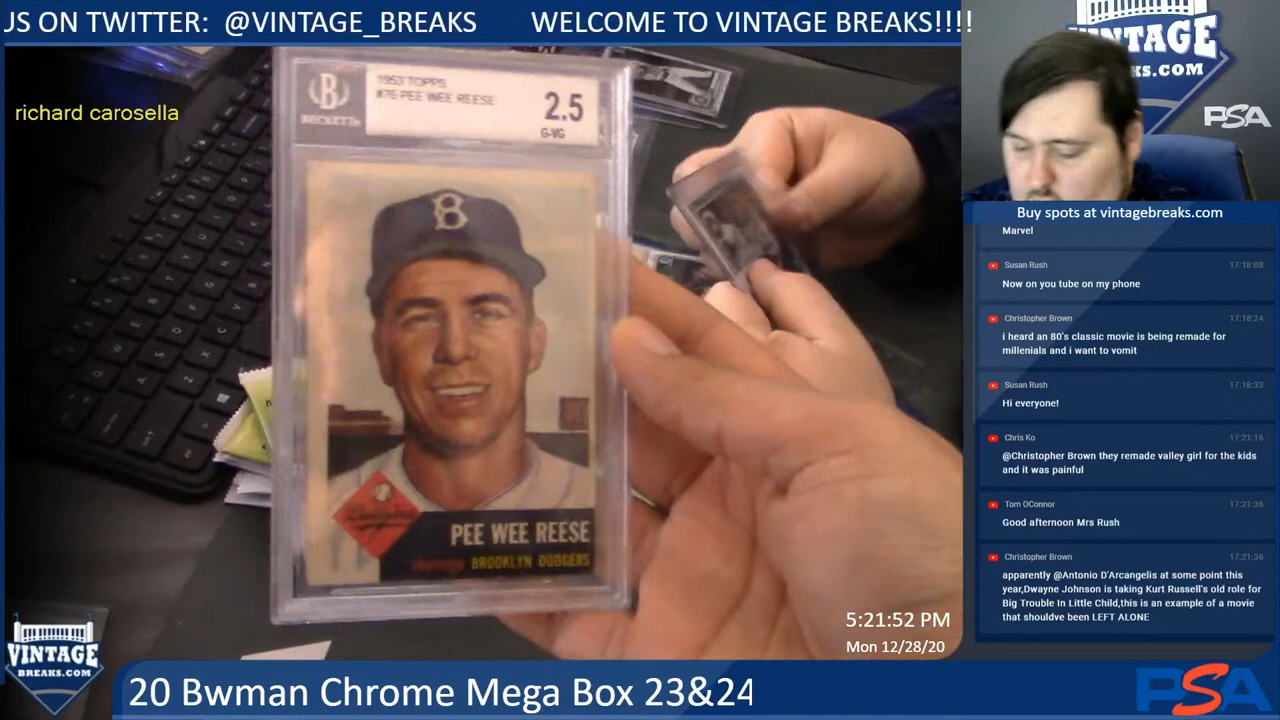 JS ON TWITTER: @VINTAGE_BREAKS WELCOME TO VINTAGE BREAKS!!!!
richard carosella
B
BECKETT
1953 TOPPS
#76 PEE WEE REESE
2.5
G-VG
B
PEE WEE REESE
BROOKLYN DODGERS
VINTAGE
BREAKS.COM
PSA
Buy spots at vintagebreaks.com
Marvel
Susan Rush 17:18:08
Now on you tube on my phone
Christopher Brown 17:18:24
i heard an 80's classic movie is being remade for
millenials and i want to vomit
Susan Rush 17:18:33
Hi everyone!
Chris Ko 17:21:16
@Christopher Brown they remade valley girl for the kids
and it was painful
Tom OConnor 17:21:36
Good afternoon Mrs Rush
Christopher Brown 17:21:36
apparently @Antonio D'Arcangelis at some point this
year,Dwayne Johnson is taking Kurt Russell's old role for
Big Trouble In Little Child,this is an example of a movie
that shouldve been LEFT ALONE
5:21:52 PM
Mon 12/28/20
VINTAGE
BREAKS.COM
20 Bwman Chrome Mega Box 23&24
PSA